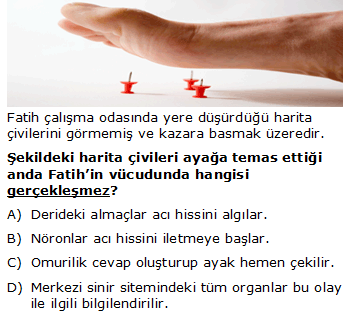 Fatih çalışma odasında yere düşürdüğü harita
çivilerini görmemiş ve kazara basmak üzeredir.
Şekildeki harita çivileri ayağa temas ettiği
anda Fatih'in vücudunda hangisi
gerçekleşmez?
A) Derideki almaçlar acı hissini algılar.
B) Nöronlar acı hissini iletmeye başlar.
C) Omurilik cevap oluşturup ayak hemen çekilir.
D) Merkezi sinir sitemindeki tüm organlar bu olay
ile ilgili bilgilendirilir.